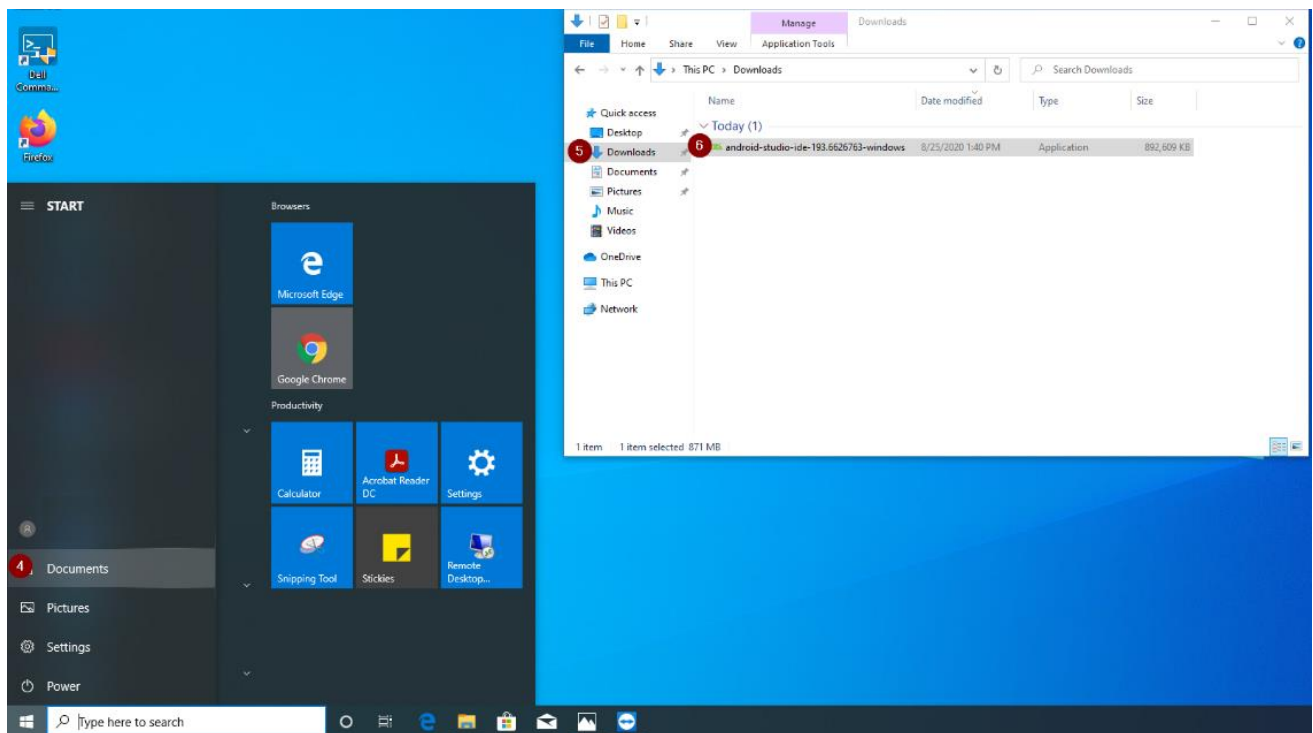 Dell
Comma...
Firefox
START
Browsers
Microsoft Edge
Google Chrome
Productivity
Calculator
Acrobat Reader
DC
Settings
Snipping Tool
Stickies
Remote
Desktop...
4
Documents
Pictures
Settings
Power
Type here to search
Manage
Downloads
File
Home
Share
View
Application Tools
This PC > Downloads
Search Downloads
Name
Date modified
Type
Size
Quick access
Desktop
5
Downloads
Documents
Pictures
Music
Videos
OneDrive
This PC
Network
Today (1)
6
android-studio-ide-193.6626763-windows 8/25/2020 1:40 PM Application 892,609 KB
1 item 1 item selected 871 MB